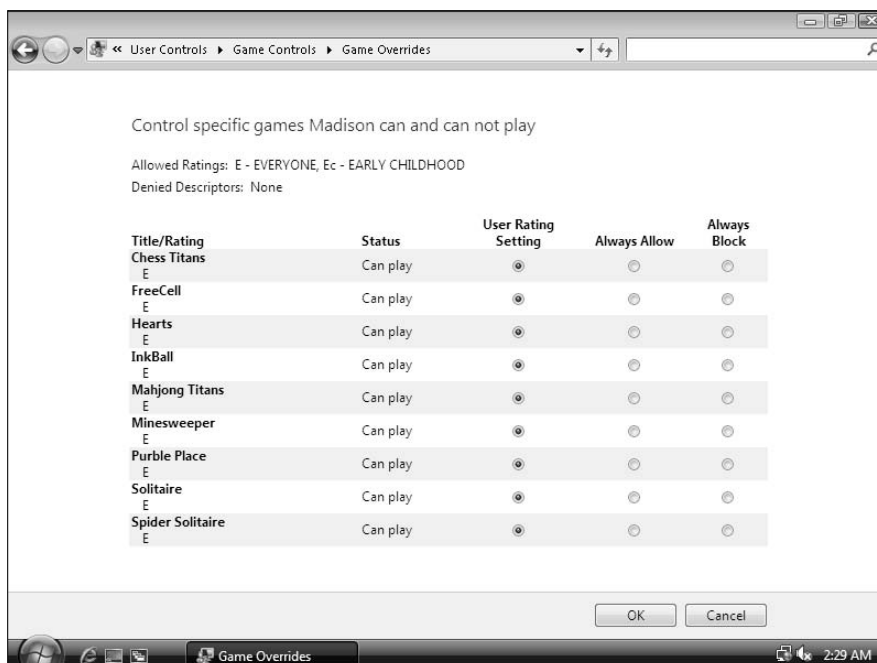 « User Controls ▸ Game Controls ▸ Game Overrides
Control specific games Madison can and can not play
Allowed Ratings: E - EVERYONE, Ec - EARLY CHILDHOOD
Denied Descriptors: None
Title/Rating Status User Rating Setting Always Allow Always Block
Chess Titans
E Can play
FreeCell
E Can play
Hearts
E Can play
InkBall
E Can play
Mahjong Titans
E Can play
Minesweeper
E Can play
Purble Place
E Can play
Solitaire
E Can play
Spider Solitaire
E Can play
OK Cancel
Game Overrides 2:29 AM